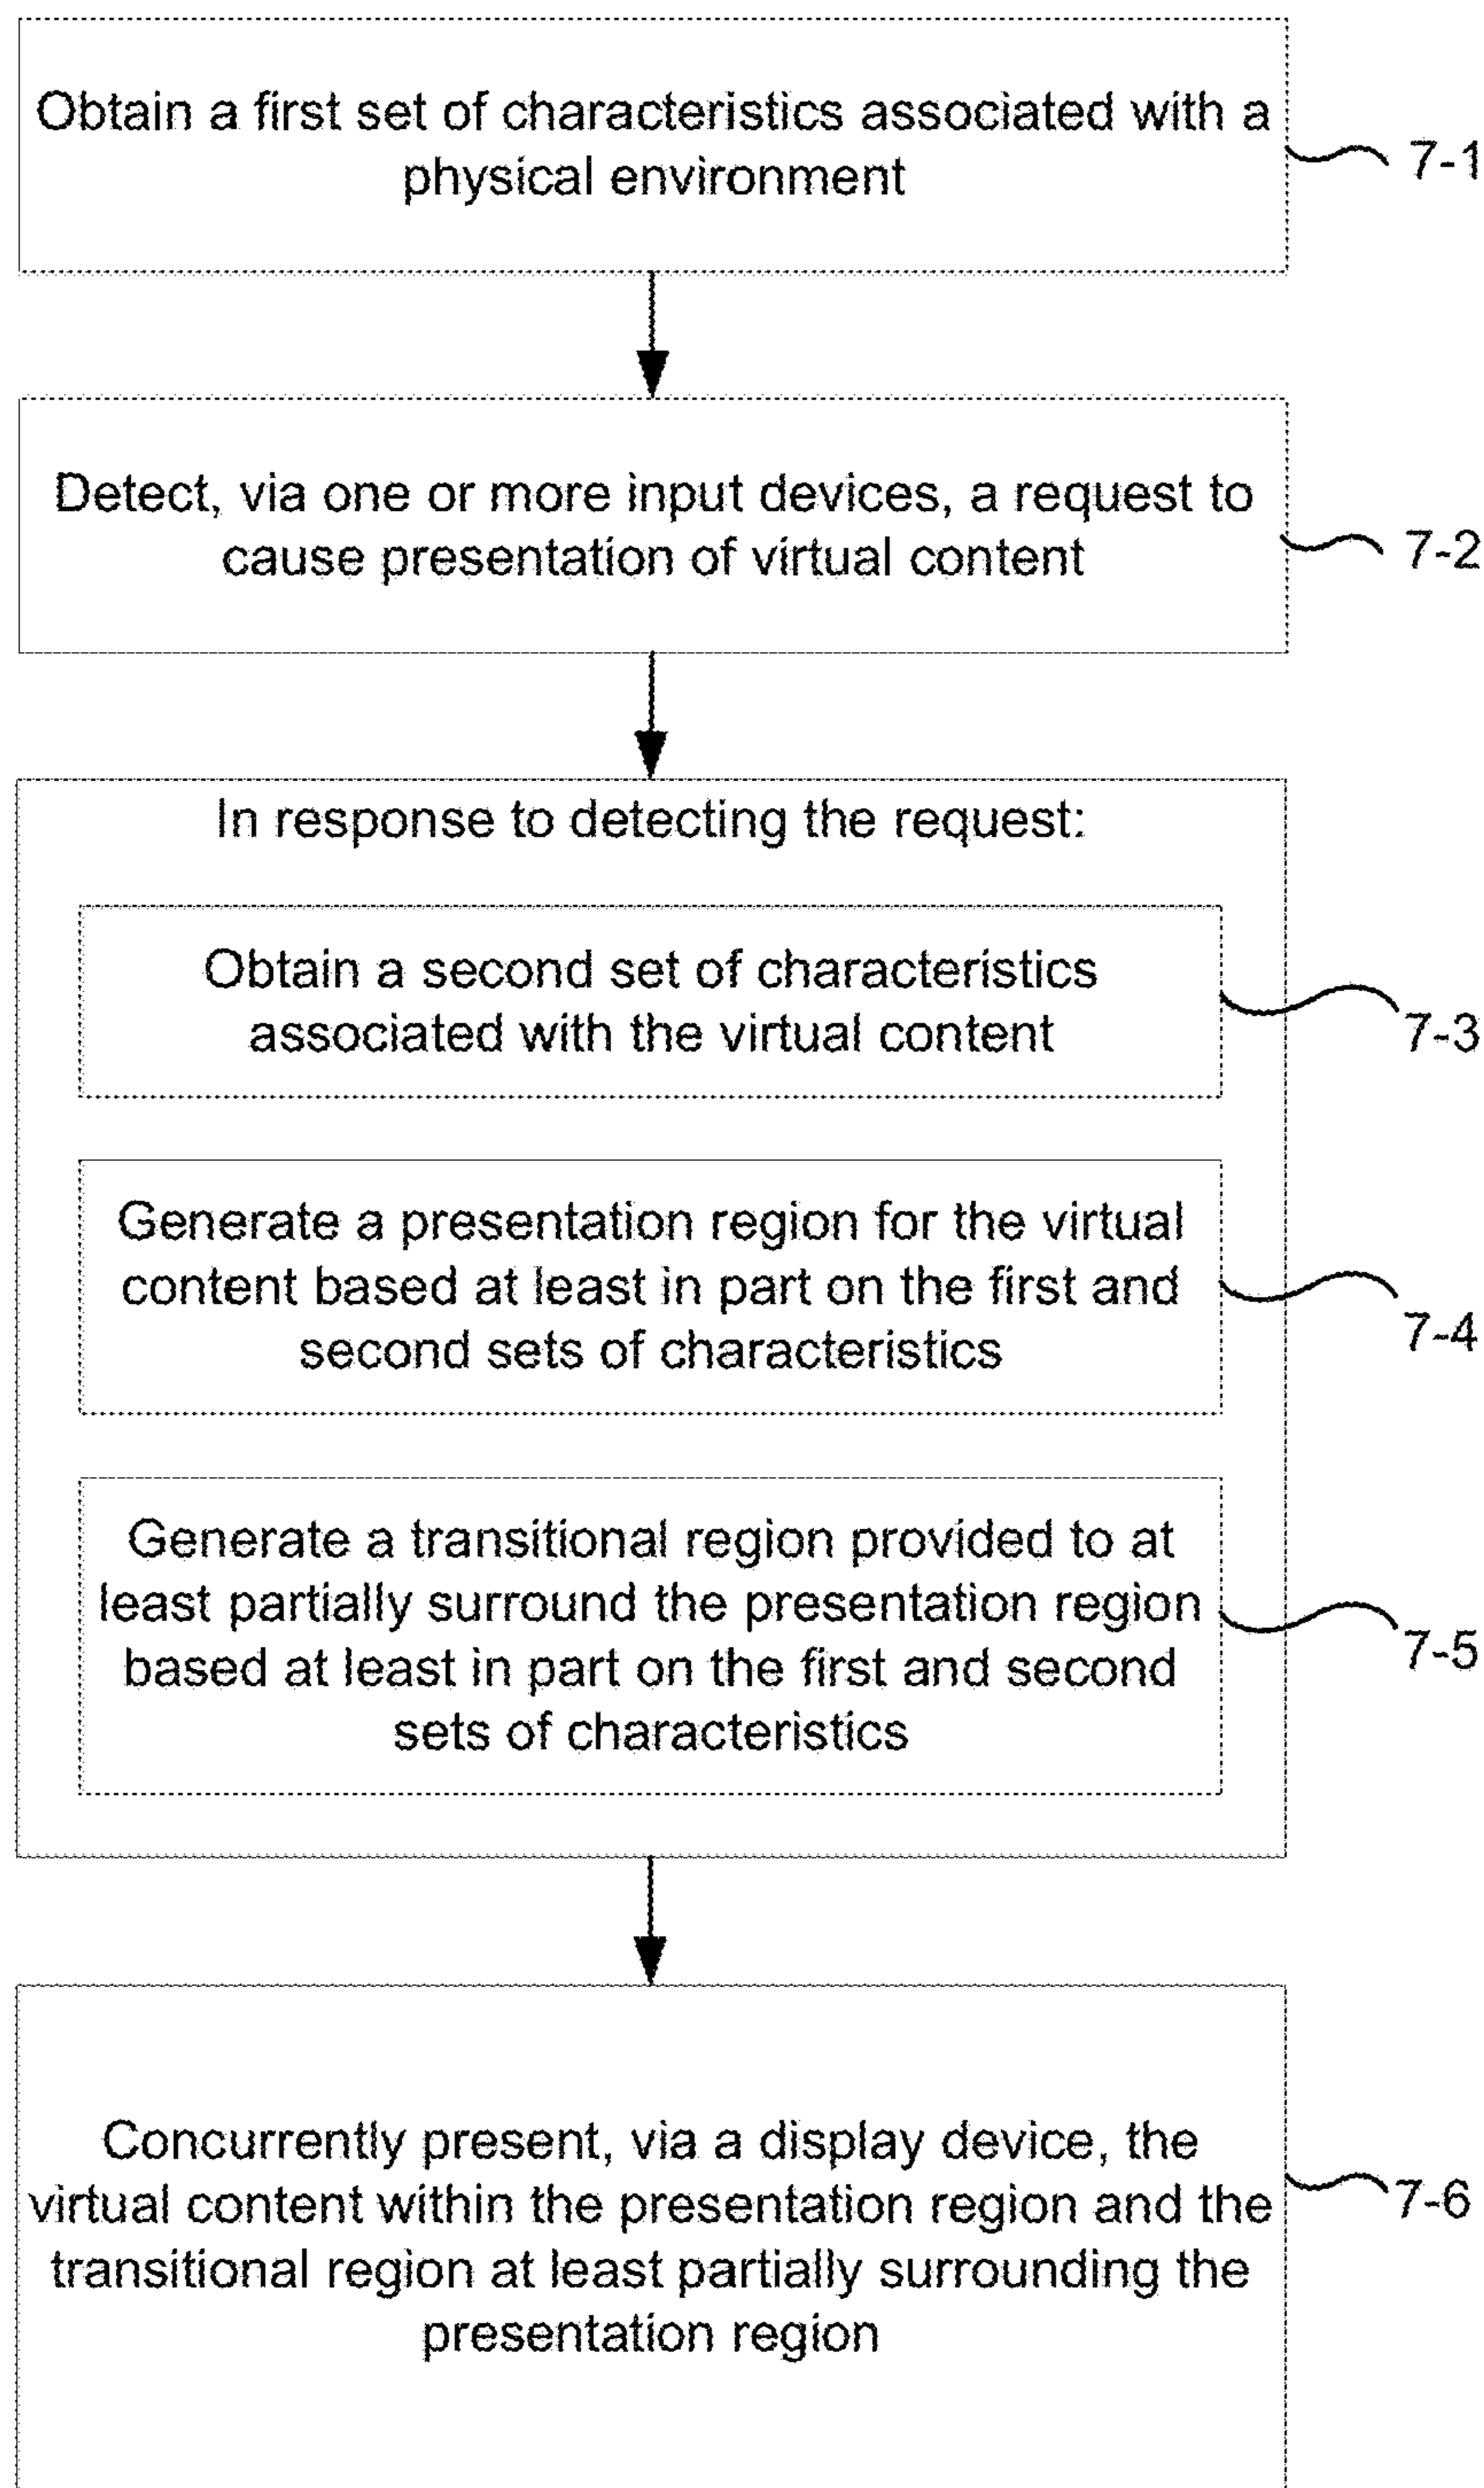 Obtain a first set of characteristics associated with a
physical environment
7-1
Detect, via one or more input devices, a request to
cause presentation of virtual content
7-2
In response to detecting the request:
Obtain a second set of characteristics
associated with the virtual content
7-3
Generate a presentation region for the virtual
content based at least in part on the first and
second sets of characteristics
7-4
Generate a transitional region provided to at
least partially surround the presentation region
based at least in part on the first and second
sets of characteristics
7-5
Concurrently present, via a display device, the
virtual content within the presentation region and the
transitional region at least partially surrounding the
presentation region
7-6